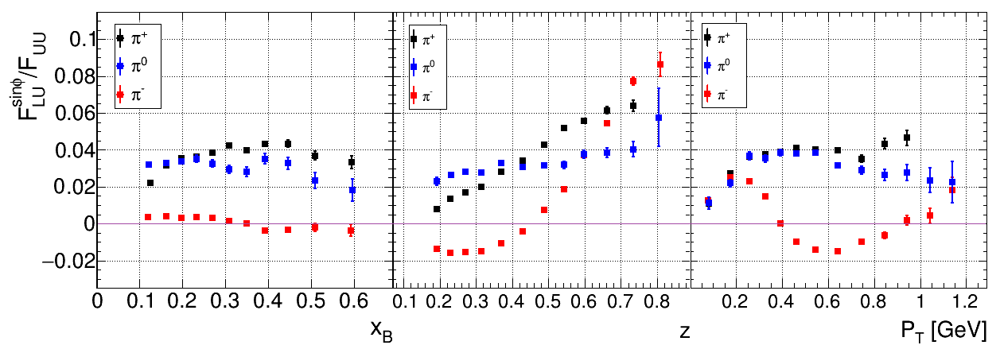 F_LU^sinϕ/F_UU
0.1
0.08
0.06
0.04
0.02
0
−0.02
π⁺
π⁰
π⁻
0 0.1 0.2 0.3 0.4 0.5 0.6
x_B
π⁺
π⁰
π⁻
0.1 0.2 0.3 0.4 0.5 0.6 0.7 0.8
z
π⁺
π⁰
π⁻
0.2 0.4 0.6 0.8 1 1.2
P_T [GeV]